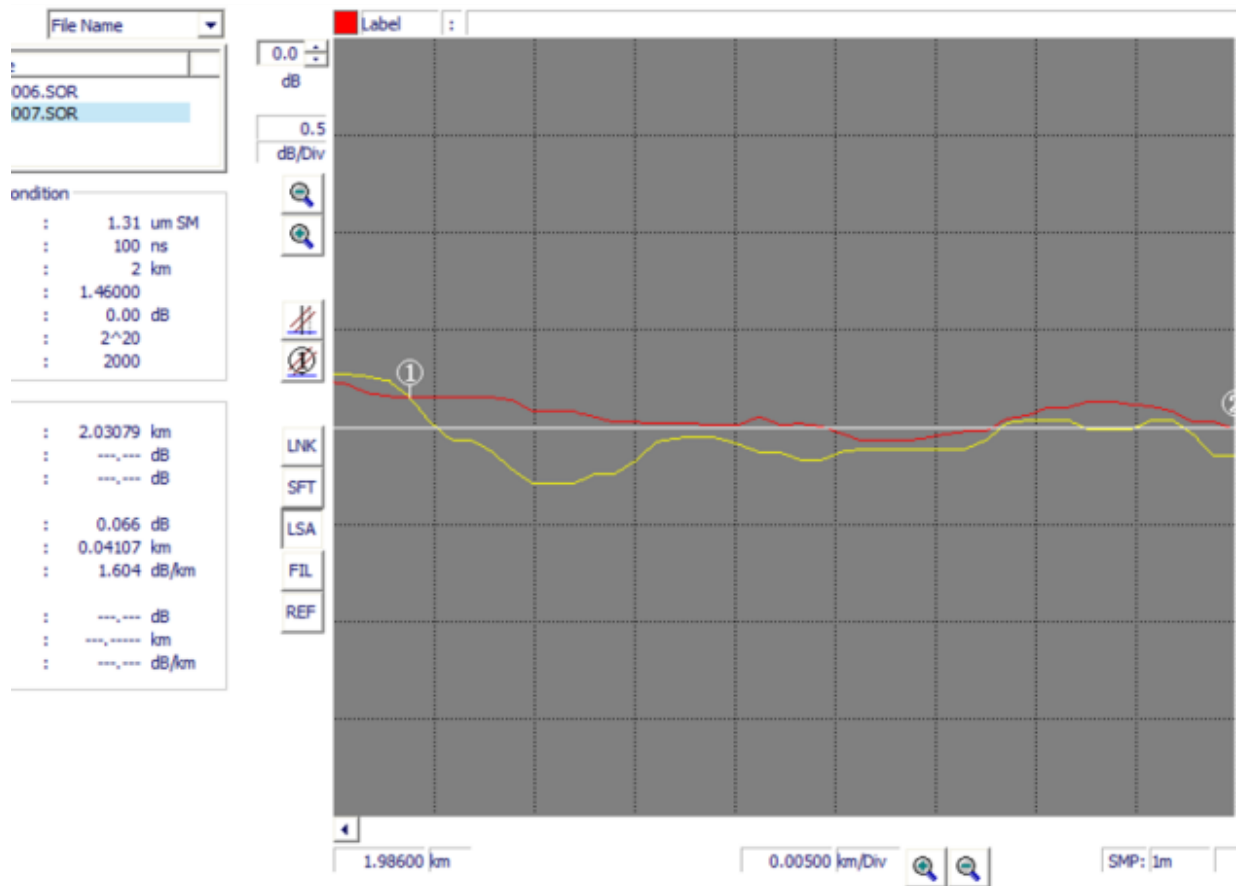 File Name
Label :
0.0
dB
006.SOR
007.SOR
0.5
dB/Div
ondition
: 1.31 um SM
: 100 ns
: 2 km
: 1.46000
: 0.00 dB
: 2^20
: 2000
1
2
: 2.03079 km
: ---.--- dB
: ---.--- dB
: 0.066 dB
: 0.04107 km
: 1.604 dB/km
: ---.--- dB
: ---.----- km
: ---.--- dB/km
LNK
SFT
LSA
FIL
REF
1.98600 km
0.00500 km/Div
SMP: 1m